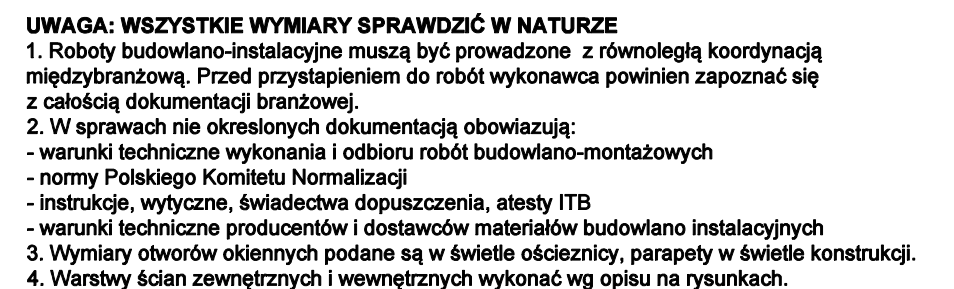 UWAGA: WSZYSTKIE WYMIARY SPRAWDZIĆ W NATURZE
1. Roboty budowlano-instalacyjne muszą być prowadzone z równoległą koordynacją
międzybranżową. Przed przystapieniem do robót wykonawca powinien zapoznać się
z całością dokumentacji branżowej.
2. W sprawach nie okreslonych dokumentacją obowiazują:
- warunki techniczne wykonania i odbioru robót budowlano-montażowych
- normy Polskiego Komitetu Normalizacji
- instrukcje, wytyczne, świadectwa dopuszczenia, atesty ITB
- warunki techniczne producentów i dostawców materiałów budowlano instalacyjnych
3. Wymiary otworów okiennych podane są w świetle ościeznicy, parapety w świetle konstrukcji.
4. Warstwy ścian zewnętrznych i wewnętrznych wykonać wg opisu na rysunkach.